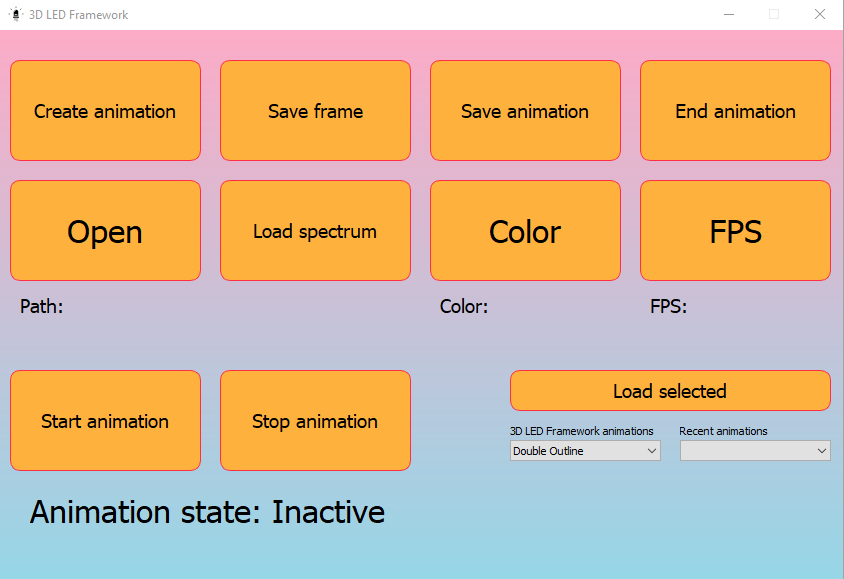 3D LED Framework
Create animation
Save frame
Save animation
End animation
Open
Load spectrum
Color
FPS
Path:
Color:
FPS:
Start animation
Stop animation
Load selected
3D LED Framework animations
Recent animations
Double Outline
Animation state: Inactive